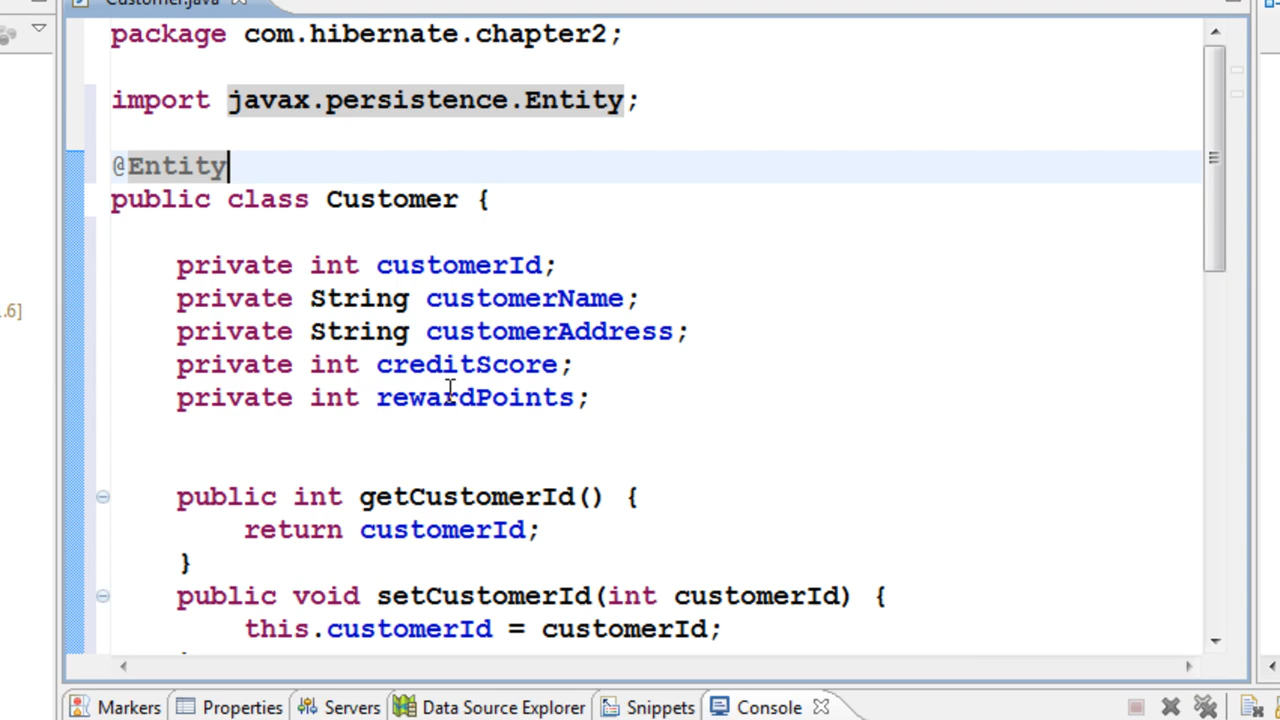 Customer.java
package com.hibernate.chapter2;
import javax.persistence.Entity;
@Entity
public class Customer {
private int customerId;
.6]
private String customerName;
private String customerAddress;
private int creditScore;
private int rewardPoints;
public int getCustomerId() {
return customerId;
}
public void setCustomerId(int customerId) {
this.customerId = customerId;
Markers Properties Servers Data Source Explorer Snippets Console